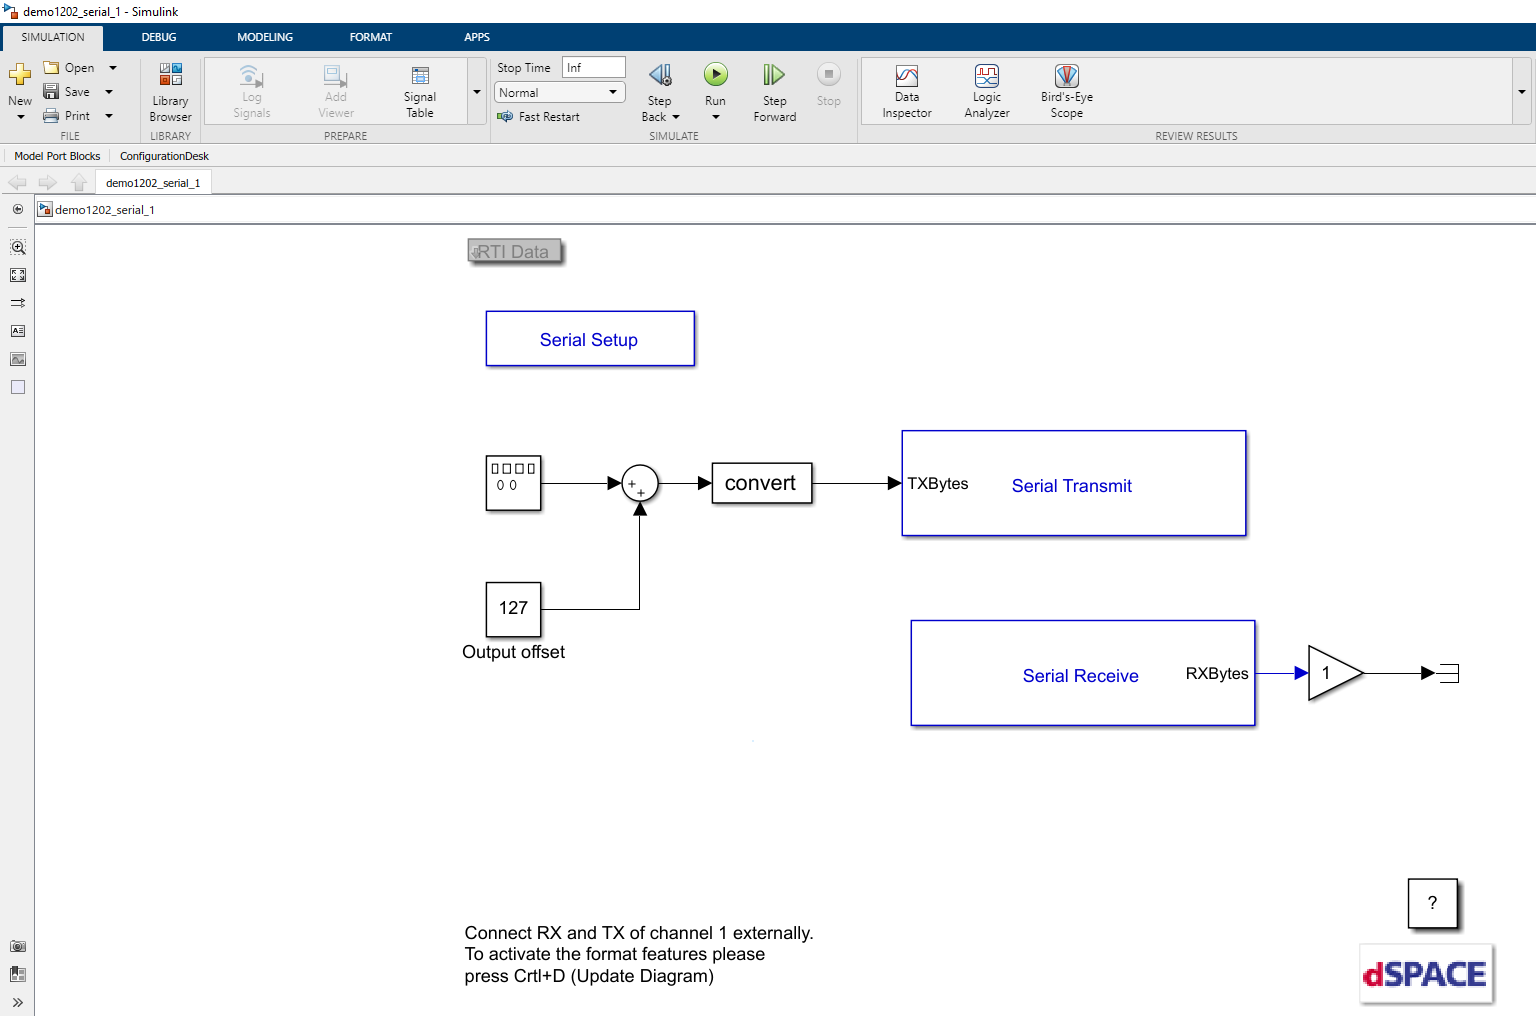 demo1202_serial_1 - Simulink
SIMULATION DEBUG MODELING FORMAT APPS
New
Open
Save
Print
FILE
Library
Browser
LIBRARY
Log
Signals
Add
Viewer
Signal
Table
PREPARE
Stop Time Inf
Normal
Fast Restart
Step
Back
Run
Step
Forward
Stop
SIMULATE
Data
Inspector
Logic
Analyzer
Bird's-Eye
Scope
REVIEW RESULTS
Model Port Blocks ConfigurationDesk
demo1202_serial_1
demo1202_serial_1
RTI Data
Serial Setup
0 0
+
+
convert
TXBytes Serial Transmit
127
Output offset
Serial Receive RXBytes
1
?
Connect RX and TX of channel 1 externally.
To activate the format features please
press Crtl+D (Update Diagram)
dSPACE